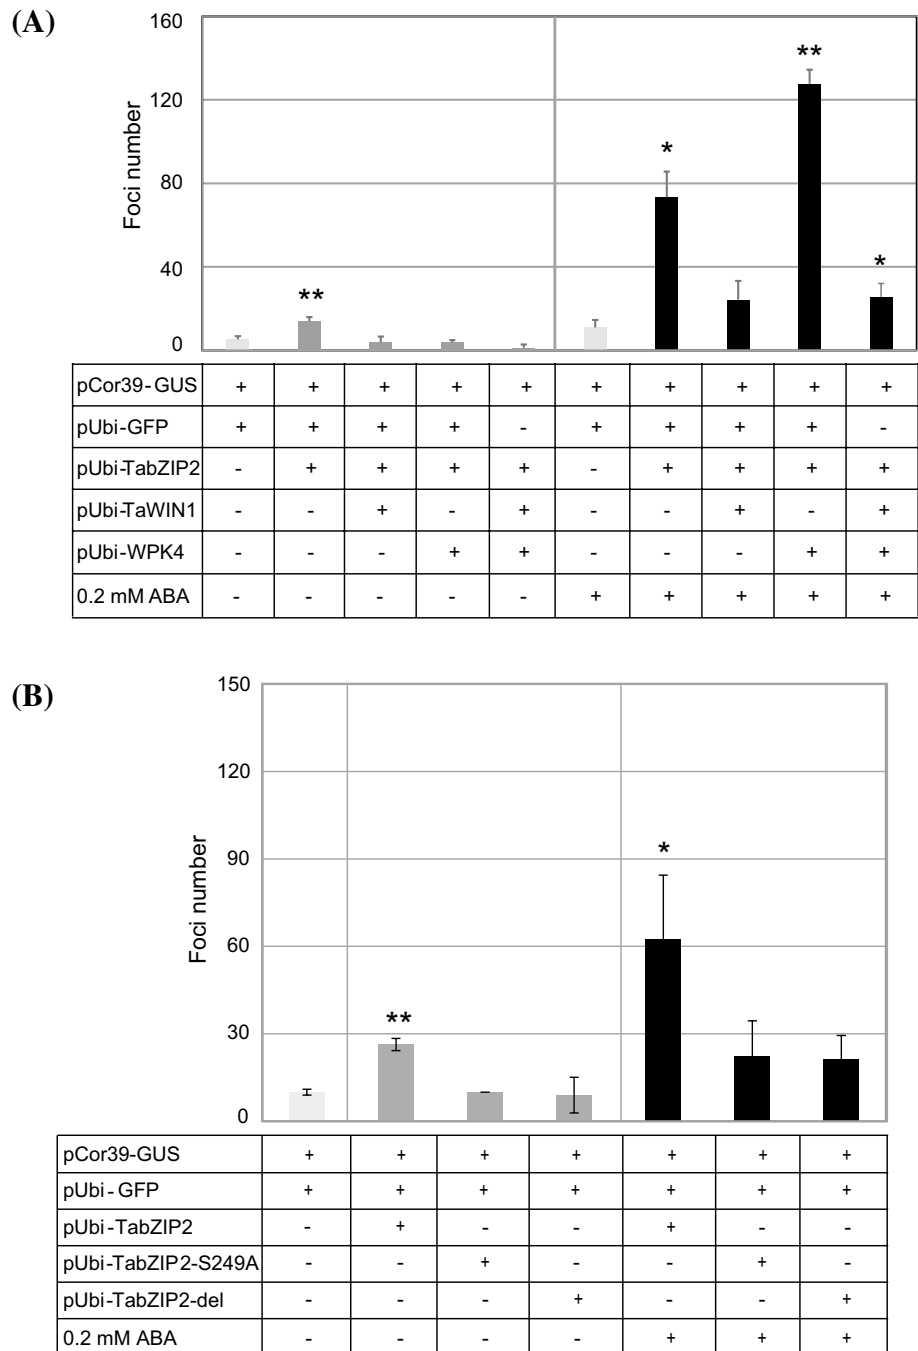 (A)
160
120
80
40
0
Foci number
**
*
**
*
pCor39-GUS + + + + + + + + + +
pUbi-GFP + + + + - + + + + -
pUbi-TabZIP2 - + + + + - + + + +
pUbi-TaWIN1 - - + - + - - + - +
pUbi-WPK4 - - - + + - - - + +
0.2 mM ABA - - - - - + + + + +
(B)
150
120
90
60
30
0
Foci number
**
*
pCor39-GUS + + + + + + +
pUbi-GFP + + + + + + +
pUbi-TabZIP2 - + - - + - -
pUbi-TabZIP2-S249A - - + - - + -
pUbi-TabZIP2-del - - - + - - +
0.2 mM ABA - - - - + + +